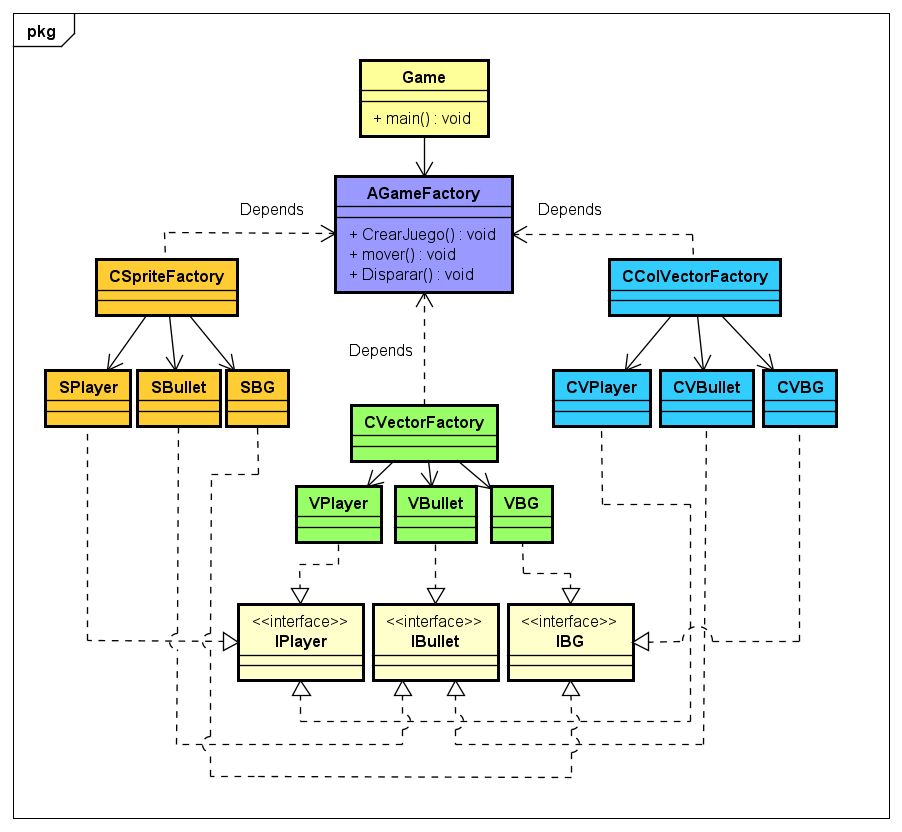 pkg
Game
+ main() : void
AGameFactory
+ CrearJuego() : void
+ mover() : void
+ Disparar() : void
Depends
Depends
CSpriteFactory
CColVectorFactory
Depends
SPlayer
SBullet
SBG
CVPlayer
CVBullet
CVBG
CVectorFactory
VPlayer
VBullet
VBG
<<interface>>
IPlayer
<<interface>>
IBullet
<<interface>>
IBG